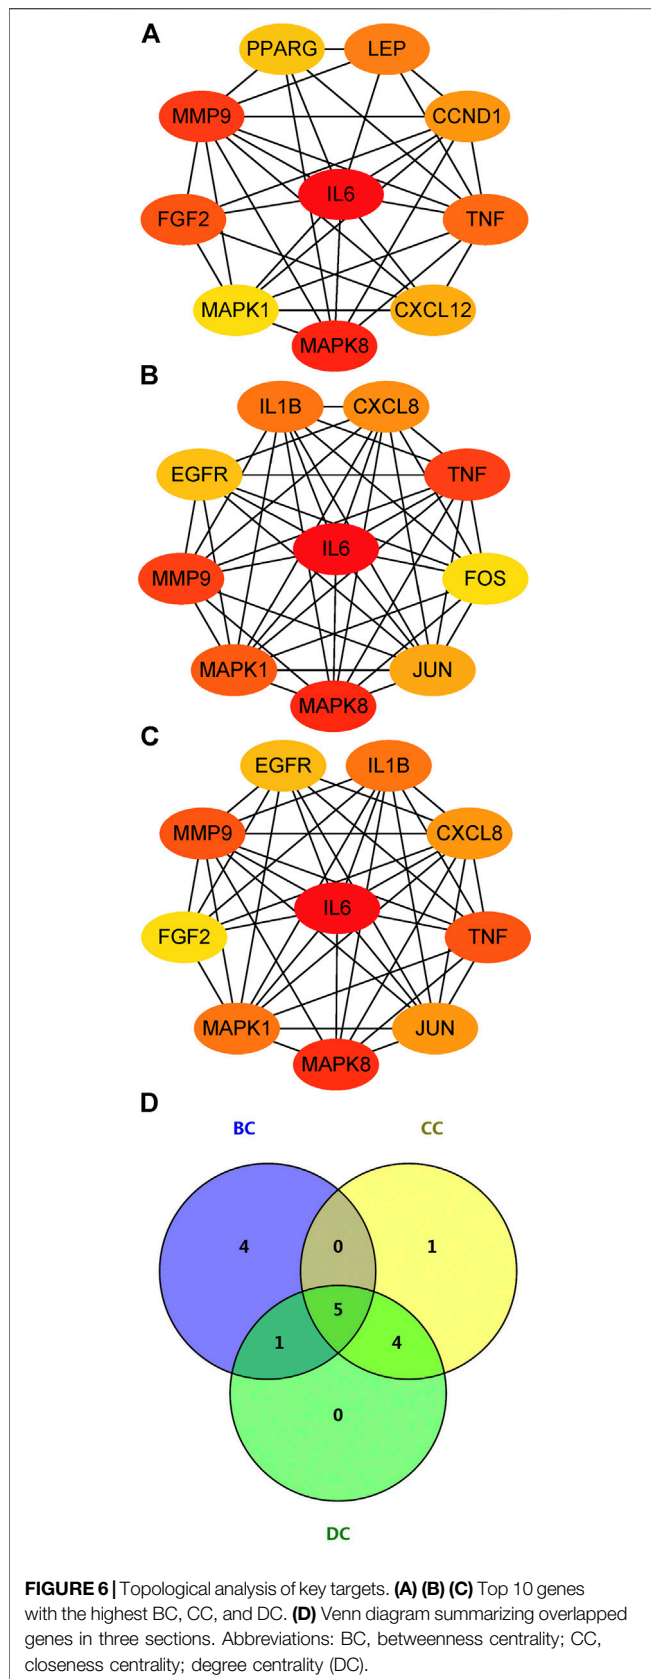 A
PPARG LEP
MMP9 CCND1
IL6
FGF2 TNF
MAPK1 CXCL12
MAPK8
B
IL1B CXCL8
EGFR TNF
IL6
MMP9 FOS
MAPK1 JUN
MAPK8
C
EGFR IL1B
MMP9 CXCL8
IL6
FGF2 TNF
MAPK1 JUN
MAPK8
D
BC CC
4 0 1
5
1 4
0
DC
FIGURE 6 | Topological analysis of key targets. (A) (B) (C) Top 10 genes
with the highest BC, CC, and DC. (D) Venn diagram summarizing overlapped
genes in three sections. Abbreviations: BC, betweenness centrality; CC,
closeness centrality; degree centrality (DC).